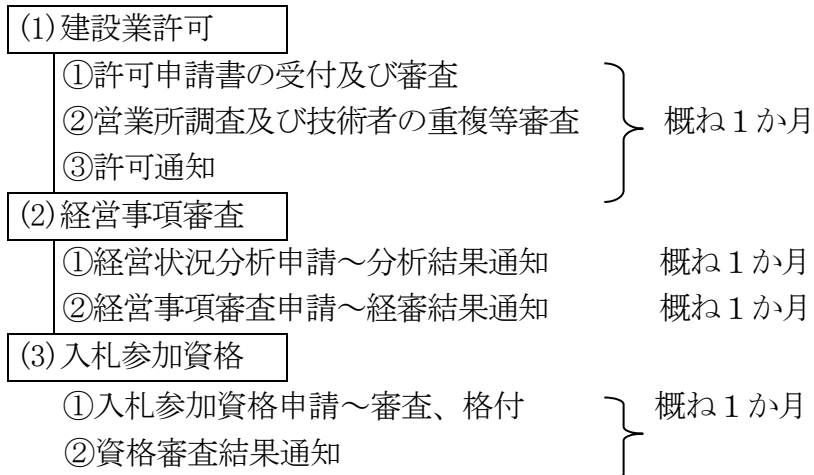 (1)建設業許可
①許可申請書の受付及び審査
②営業所調査及び技術者の重複等審査 概ね１か月
③許可通知
(2)経営事項審査
①経営状況分析申請～分析結果通知 概ね１か月
②経営事項審査申請～経審結果通知 概ね１か月
(3)入札参加資格
①入札参加資格申請～審査、格付 概ね１か月
②資格審査結果通知